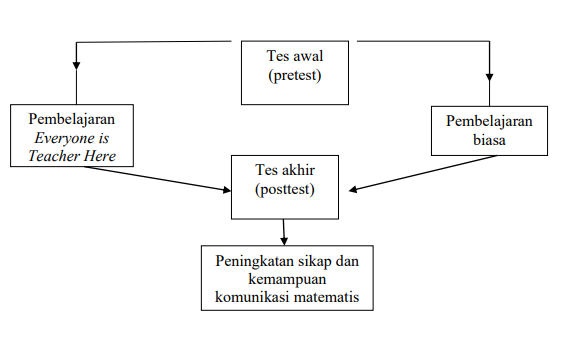 Tes awal
(pretest)
Pembelajaran
Everyone is
Teacher Here
Pembelajaran
biasa
Tes akhir
(posttest)
Peningkatan sikap dan
kemampuan
komunikasi matematis